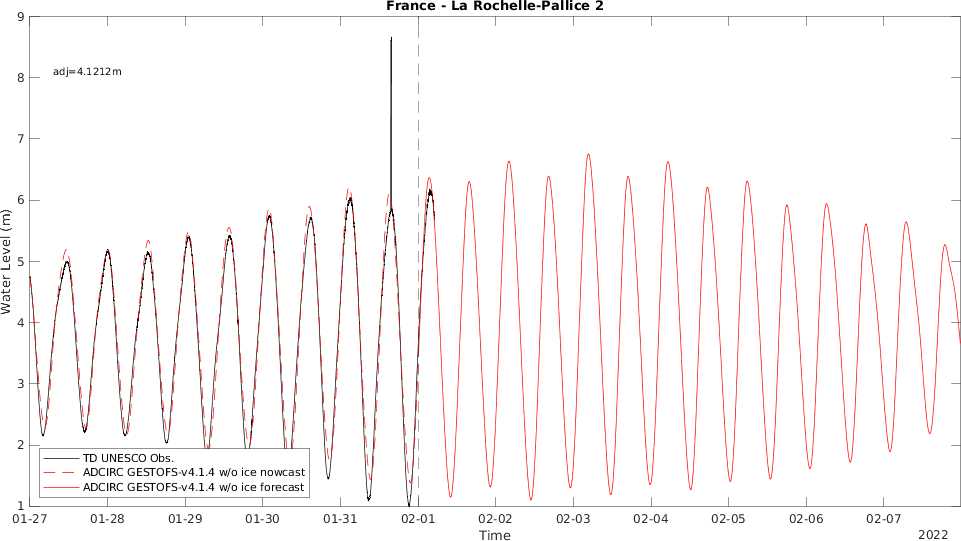 France - La Rochelle-Pallice 2
9
8
7
6
5
4
3
2
1
Water Level (m)
adj=4.1212m
TD UNESCO Obs.
ADCIRC GESTOFS-v4.1.4 w/o ice nowcast
ADCIRC GESTOFS-v4.1.4 w/o ice forecast
01-27 01-28 01-29 01-30 01-31 02-01 02-02 02-03 02-04 02-05 02-06 02-07
Time
2022